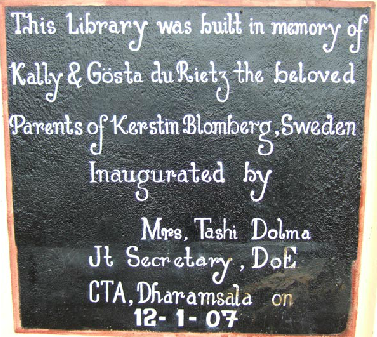 This Library was built in memory of
Kally & Gösta du Rietz the beloved
Parents of Kerstin Blomberg, Sweden
Inaugurated by
Mrs, Tashi Dolma
Jt Secretary, DoE
CTA, Dharamsala on
12-1-07